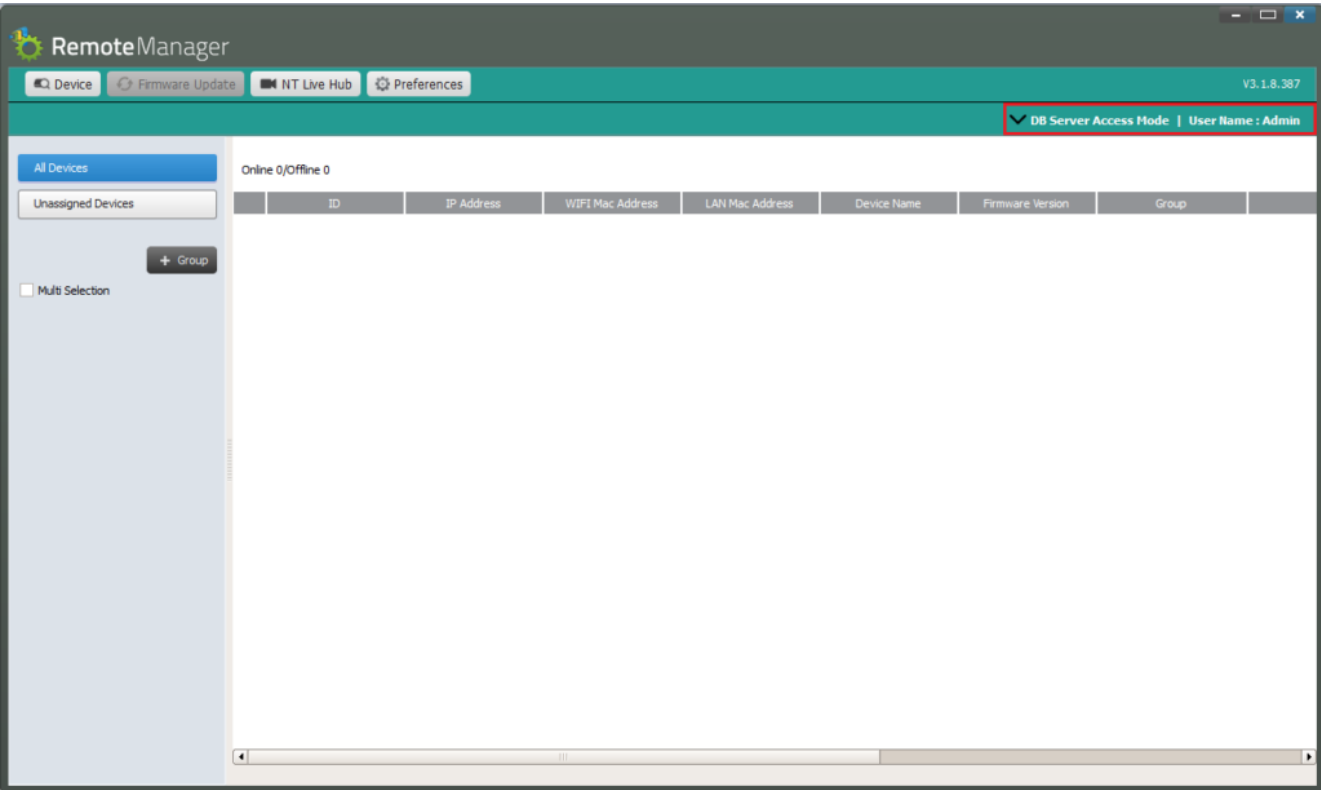 RemoteManager
Device Firmware Update NT Live Hub Preferences V3.1.8.387
DB Server Access Mode | User Name : Admin
All Devices
Online 0/Offline 0
Unassigned Devices
ID IP Address WIFI Mac Address LAN Mac Address Device Name Firmware Version Group
+ Group
Multi Selection